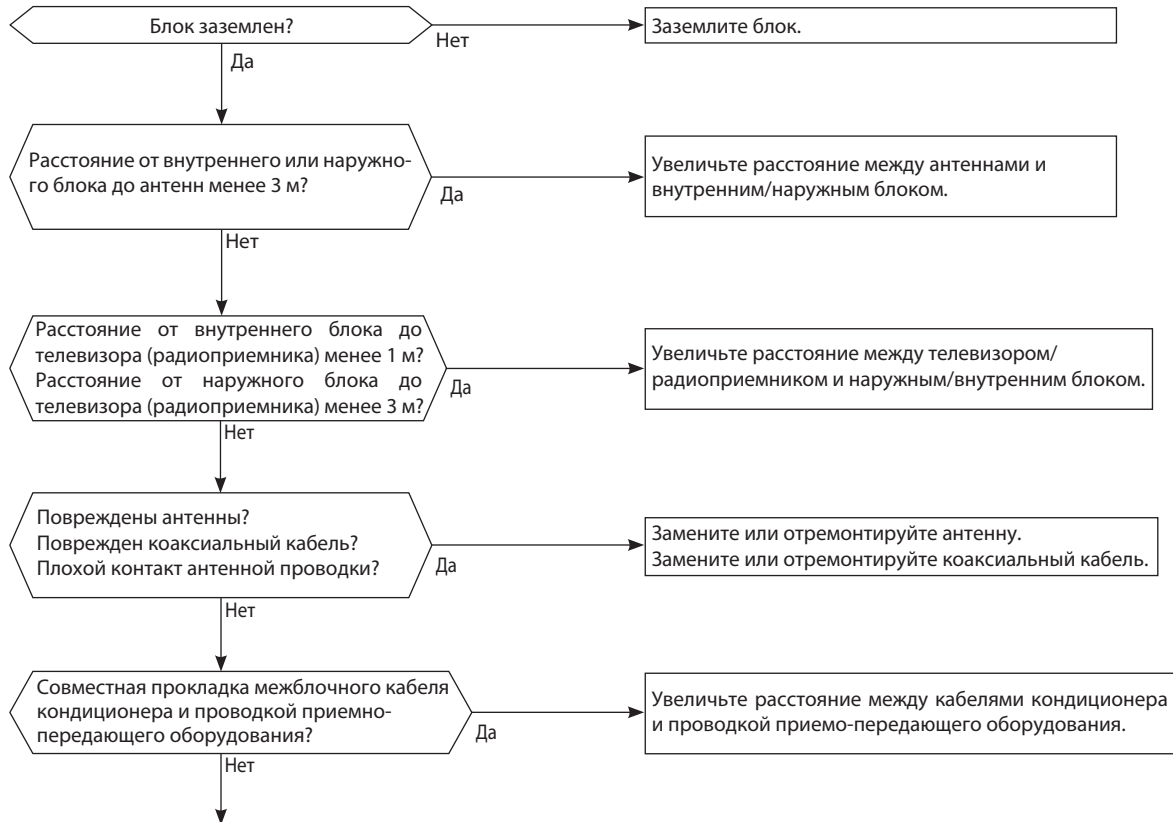 Блок заземлен?
Нет
Заземлите блок.
Да
Расстояние от внутреннего или наружно-
го блока до антенн менее 3 м?
Да
Увеличьте расстояние между антеннами и
внутренним/наружным блоком.
Нет
Расстояние от внутреннего блока до
телевизора (радиоприемника) менее 1 м?
Расстояние от наружного блока до
телевизора (радиоприемника) менее 3 м?
Да
Увеличьте расстояние между телевизором/
радиоприемником и наружным/внутренним блоком.
Нет
Повреждены антенны?
Поврежден коаксиальный кабель?
Плохой контакт антенной проводки?
Да
Замените или отремонтируйте антенну.
Замените или отремонтируйте коаксиальный кабель.
Нет
Совместная прокладка межблочного кабеля
кондиционера и проводкой приемно-
передающего оборудования?
Да
Увеличьте расстояние между кабелями кондиционера
и проводкой приемо-передающего оборудования.
Нет